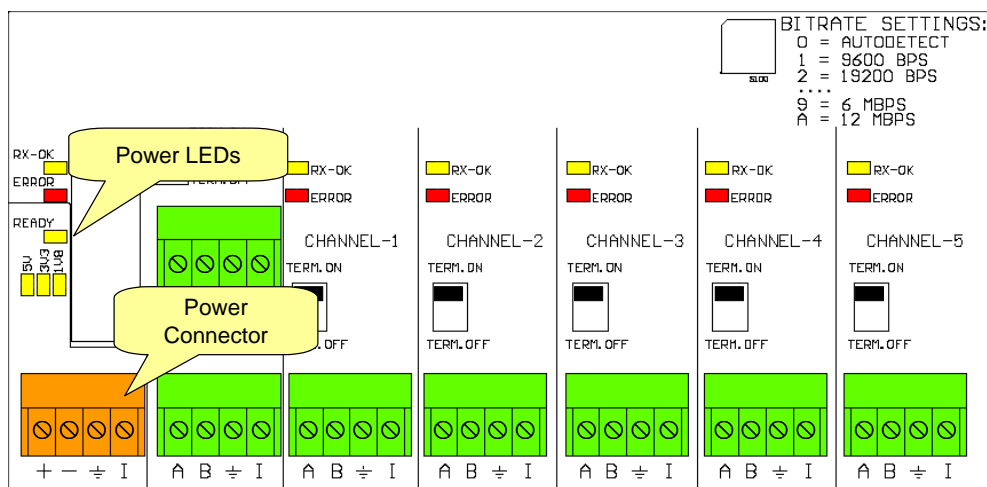 BITRATE SETTINGS:
0 = AUTODETECT
1 = 9600 BPS
2 = 19200 BPS
....
9 = 6 MBPS
A = 12 MBPS
S100
Power LEDs
RX-OK
ERROR
READY
5V
3V3
1V8
RX-OK
ERROR
CHANNEL-1
TERM.ON
TERM.OFF
RX-OK
ERROR
CHANNEL-2
TERM.ON
TERM.OFF
RX-OK
ERROR
CHANNEL-3
TERM.ON
TERM.OFF
RX-OK
ERROR
CHANNEL-4
TERM.ON
TERM.OFF
RX-OK
ERROR
CHANNEL-5
TERM.ON
TERM.OFF
Power
Connector
+ − ⏚ I
A B ⏚ I
A B ⏚ I
A B ⏚ I
A B ⏚ I
A B ⏚ I
A B ⏚ I